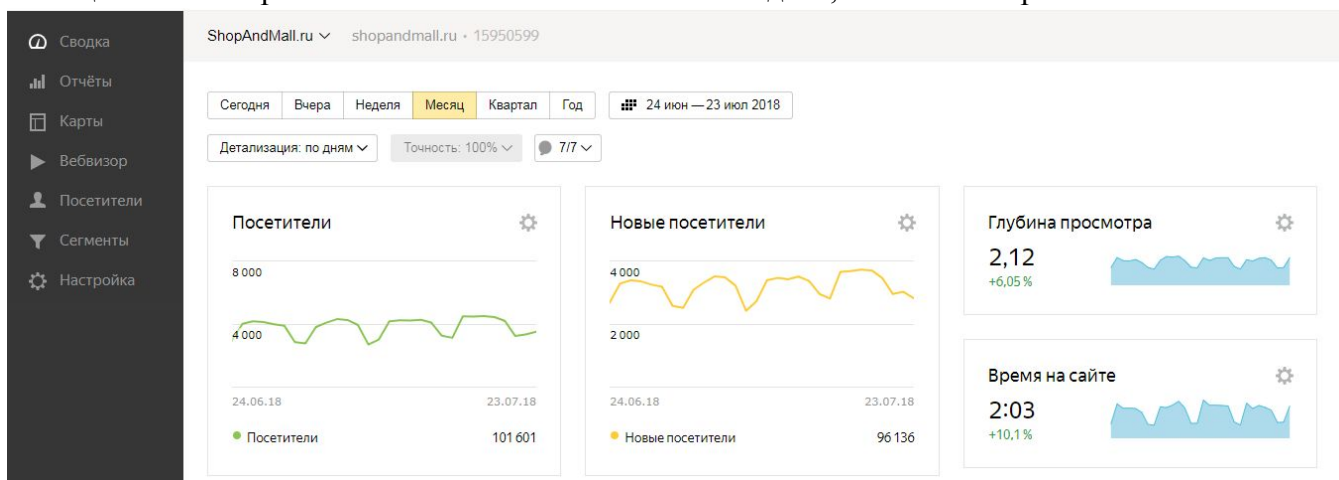 Сводка
Отчёты
Карты
Вебвизор
Посетители
Сегменты
Настройка
ShopAndMall.ru shopandmall.ru • 15950599
Сегодня Вчера Неделя Месяц Квартал Год 24 июн — 23 июл 2018
Детализация: по дням Точность: 100% 7/7
Посетители
8 000
4 000
24.06.18 23.07.18
Посетители 101 601
Новые посетители
4 000
2 000
24.06.18 23.07.18
Новые посетители 96 136
Глубина просмотра
2,12
+6,05 %
Время на сайте
2:03
+10,1 %